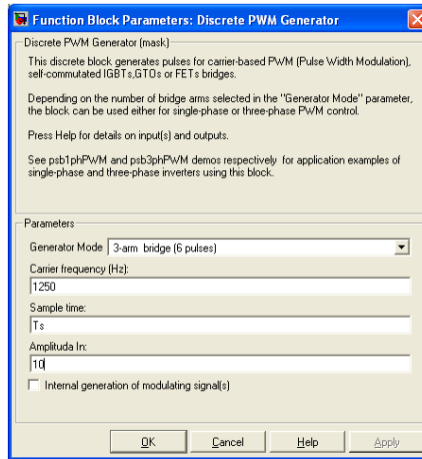 Function Block Parameters: Discrete PWM Generator
Discrete PWM Generator (mask)
This discrete block generates pulses for carrier-based PWM (Pulse Width Modulation),
self-commutated IGBTs,GTOs or FETs bridges.
Depending on the number of bridge arms selected in the "Generator Mode" parameter,
the block can be used either for single-phase or three-phase PWM control.
Press Help for details on input(s) and outputs.
See psb1phPWM and psb3phPWM demos respectively for application examples of
single-phase and three-phase inverters using this block.
Parameters
Generator Mode 3-arm bridge (6 pulses)
Carrier frequency (Hz):
1250
Sample time:
Ts
Amplituda In:
10
Internal generation of modulating signal(s)
OK Cancel Help Apply